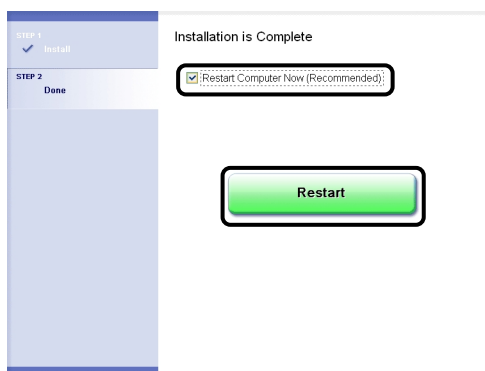 STEP 1
Install
STEP 2
Done
Installation is Complete
Restart Computer Now (Recommended)
Restart